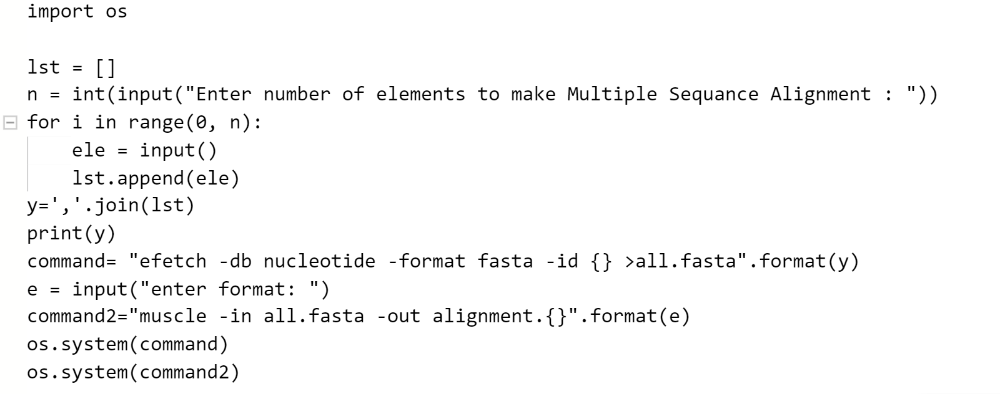 import os
lst = []
n = int(input("Enter number of elements to make Multiple Sequance Alignment : "))
for i in range(0, n):
    ele = input()
    lst.append(ele)
y=','.join(lst)
print(y)
command= "efetch -db nucleotide -format fasta -id {} >all.fasta".format(y)
e = input("enter format: ")
command2="muscle -in all.fasta -out alignment.{}".format(e)
os.system(command)
os.system(command2)